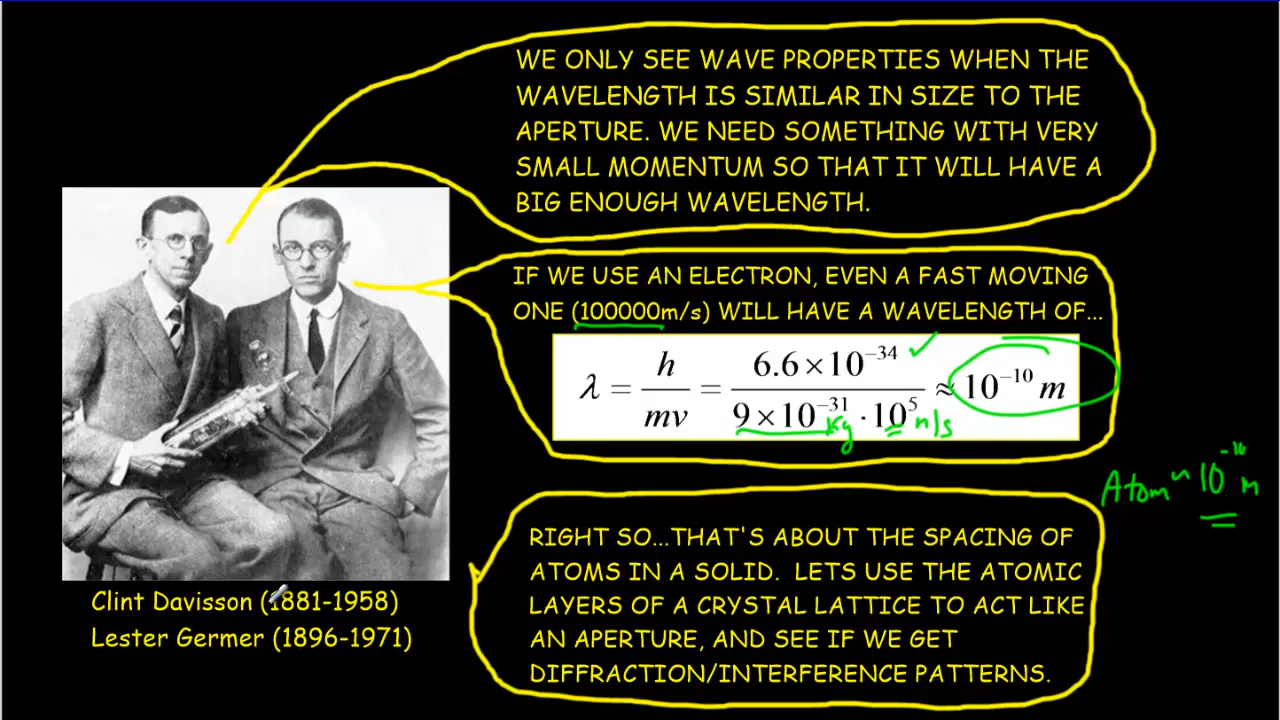 WE ONLY SEE WAVE PROPERTIES WHEN THE
WAVELENGTH IS SIMILAR IN SIZE TO THE
APERTURE. WE NEED SOMETHING WITH VERY
SMALL MOMENTUM SO THAT IT WILL HAVE A
BIG ENOUGH WAVELENGTH.
IF WE USE AN ELECTRON, EVEN A FAST MOVING
ONE (100000m/s) WILL HAVE A WAVELENGTH OF...
λ = h/mv = 6.6×10⁻³⁴ / 9×10⁻³¹ · 10⁵ ≈ 10⁻¹⁰ m
kg m/s
Atom ~ 10⁻¹⁰ m
RIGHT SO...THAT'S ABOUT THE SPACING OF
ATOMS IN A SOLID. LETS USE THE ATOMIC
LAYERS OF A CRYSTAL LATTICE TO ACT LIKE
AN APERTURE, AND SEE IF WE GET
DIFFRACTION/INTERFERENCE PATTERNS.
Clint Davisson (1881-1958)
Lester Germer (1896-1971)